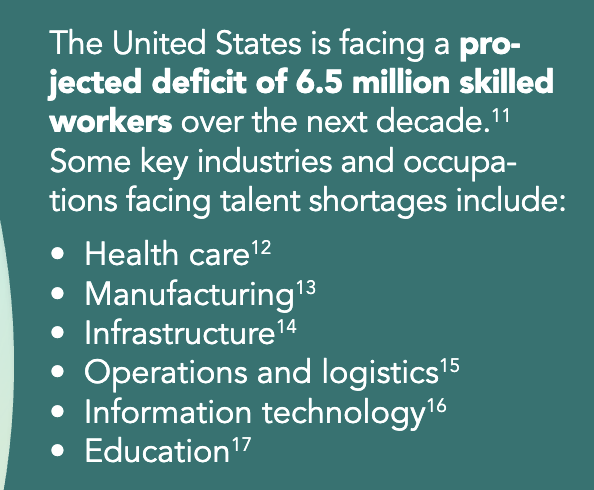 The United States is facing a pro-
jected deficit of 6.5 million skilled
workers over the next decade.¹¹
Some key industries and occupa-
tions facing talent shortages include:
• Health care¹²
• Manufacturing¹³
• Infrastructure¹⁴
• Operations and logistics¹⁵
• Information technology¹⁶
• Education¹⁷